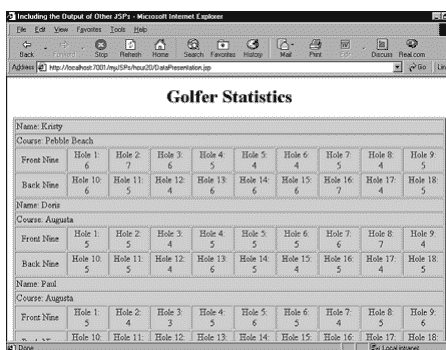 Including the Output of Other JSPs - Microsoft Internet Explorer
File Edit View Favorites Tools Help
Back Forward Stop Refresh Home Search Favorites History Mail Print Edit Discuss Real.com
Address http://localhost:7001/myJSPs/hour20/DataPresentation.jsp Go
Golfer Statistics
Name: Kristy
Course: Pebble Beach
Front Nine Hole 1: 6 Hole 2: 7 Hole 3: 6 Hole 4: 5 Hole 5: 4 Hole 6: 4 Hole 7: 5 Hole 8: 4 Hole 9: 5
Back Nine Hole 10: 6 Hole 11: 5 Hole 12: 4 Hole 13: 6 Hole 14: 6 Hole 15: 6 Hole 16: 7 Hole 17: 4 Hole 18: 5
Name: Doris
Course: Augusta
Front Nine Hole 1: 5 Hole 2: 5 Hole 3: 4 Hole 4: 5 Hole 5: 5 Hole 6: 5 Hole 7: 6 Hole 8: 7 Hole 9: 4
Back Nine Hole 10: 5 Hole 11: 5 Hole 12: 4 Hole 13: 6 Hole 14: 5 Hole 15: 4 Hole 16: 5 Hole 17: 4 Hole 18: 5
Name: Paul
Course: Augusta
Front Nine Hole 1: 5 Hole 2: 4 Hole 3: 3 Hole 4: 5 Hole 5: 6 Hole 6: 5 Hole 7: 4 Hole 8: 5 Hole 9: 6
Hole 10: Hole 11: Hole 12: Hole 13: Hole 14: Hole 15: Hole 16: Hole 17: Hole 18:
Done Local intranet